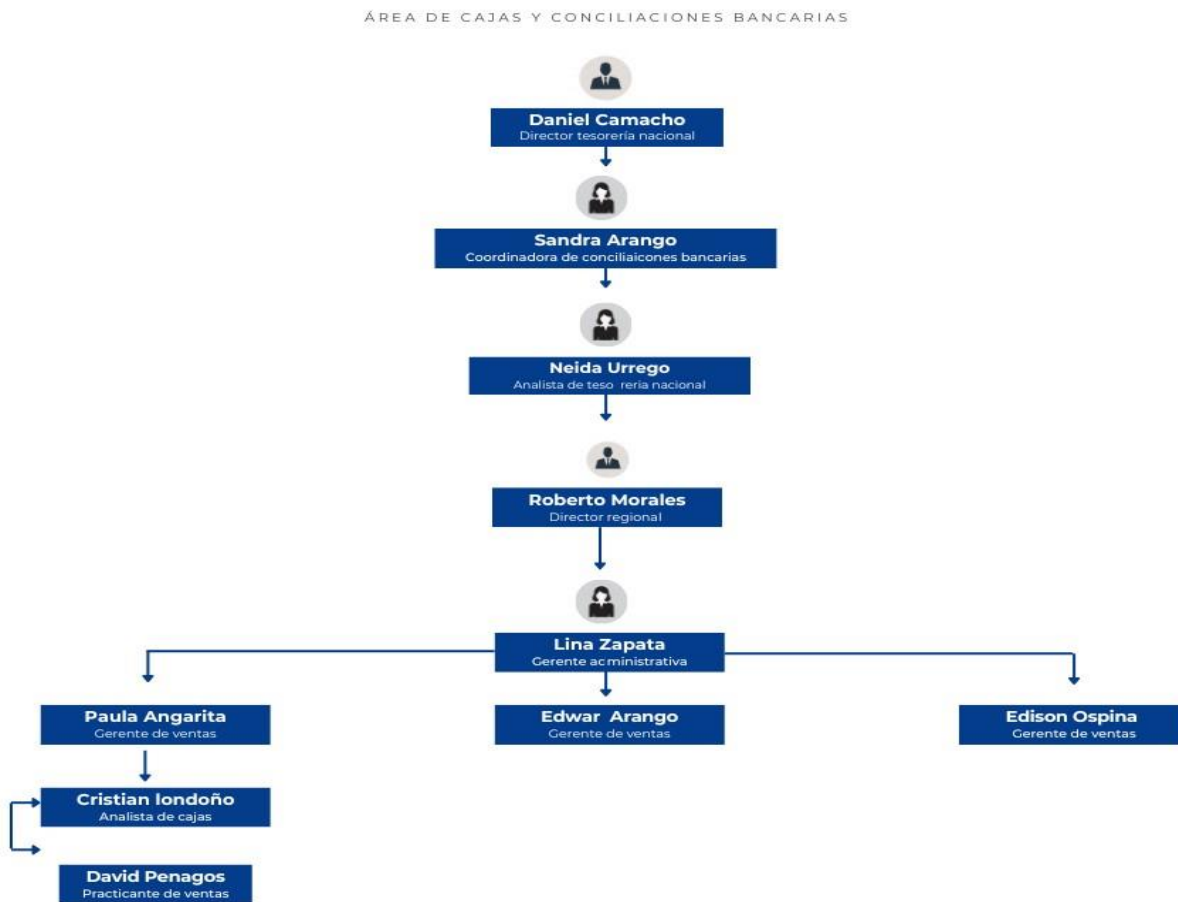 ÁREA DE CAJAS Y CONCILIACIONES BANCARIAS
Daniel Camacho
Director tesorería nacional
Sandra Arango
Coordinadora de conciliaicones bancarias
Neida Urrego
Analista de teso rería nacional
Roberto Morales
Director regional
Lina Zapata
Gerente administrativa
Paula Angarita
Gerente de ventas
Edwar Arango
Gerente de ventas
Edison Ospina
Gerente de ventas
Cristian londoño
Analista de cajas
David Penagos
Practicante de ventas